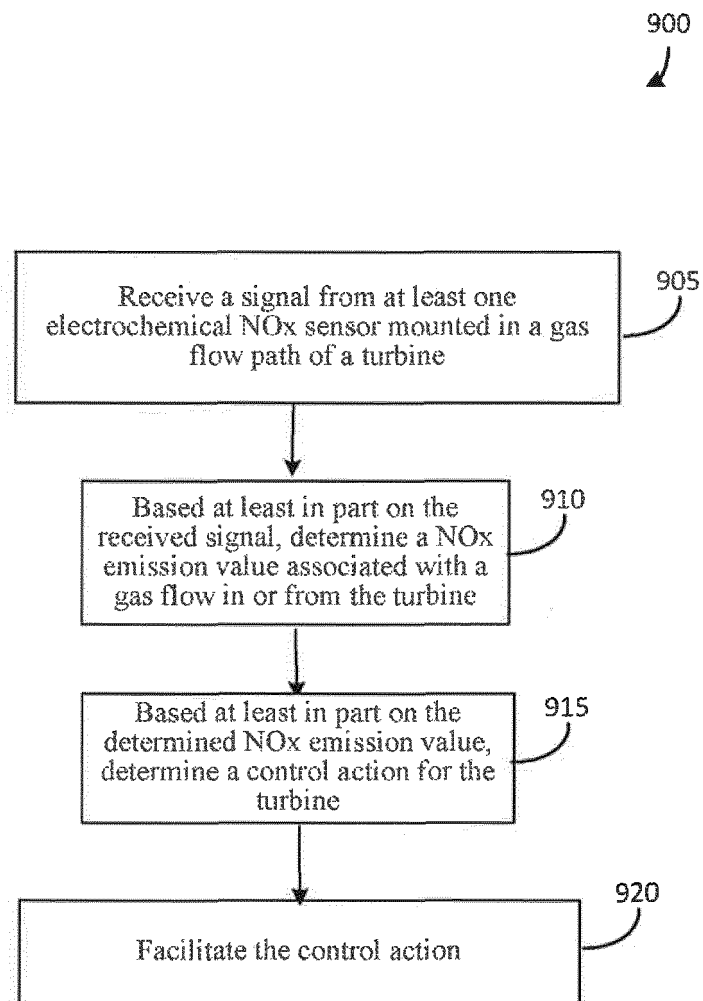 900
Receive a signal from at least one
electrochemical NOx sensor mounted in a gas
flow path of a turbine
905
Based at least in part on the
received signal, determine a NOx
emission value associated with a
gas flow in or from the turbine
910
Based at least in part on the
determined NOx emission value,
determine a control action for the
turbine
915
Facilitate the control action
920